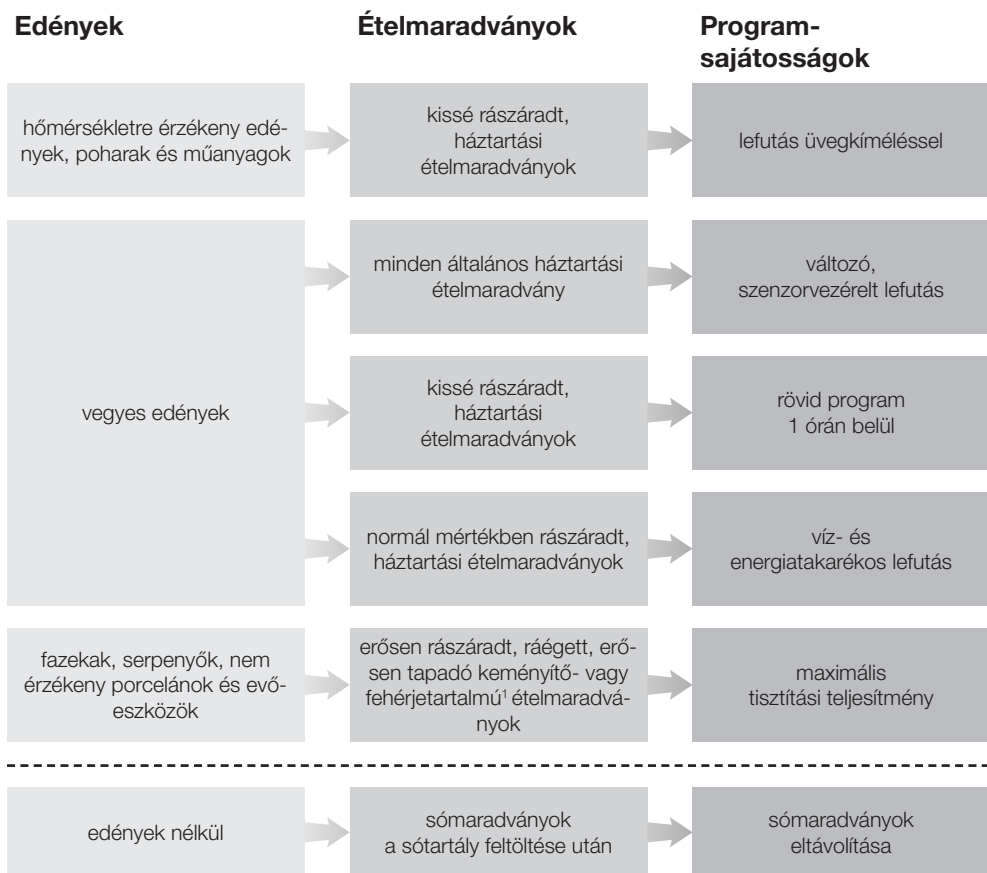 Edények
Ételmaradványok
Program-
sajátosságok
hőmérsékletre érzékeny edé-
nyek, poharak és műanyagok
kissé rászáradt,
háztartási
ételmaradványok
lefutás üvegkíméléssel
vegyes edények
minden általános háztartási
ételmaradvány
változó,
szenzorvezérelt lefutás
kissé rászáradt,
háztartási
ételmaradványok
rövid program
1 órán belül
normál mértékben rászáradt,
háztartási ételmaradványok
víz- és
energiatakarékos lefutás
fazekak, serpenyők, nem
érzékeny porcelánok és evő-
eszközök
erősen rászáradt, ráégett, erő-
sen tapadó keményítő- vagy
fehérjetartalmú¹ ételmaradvá-
nyok
maximális
tisztítási teljesítmény
edények nélkül
sómaradványok
a sótartály feltöltése után
sómaradványok
eltávolítása